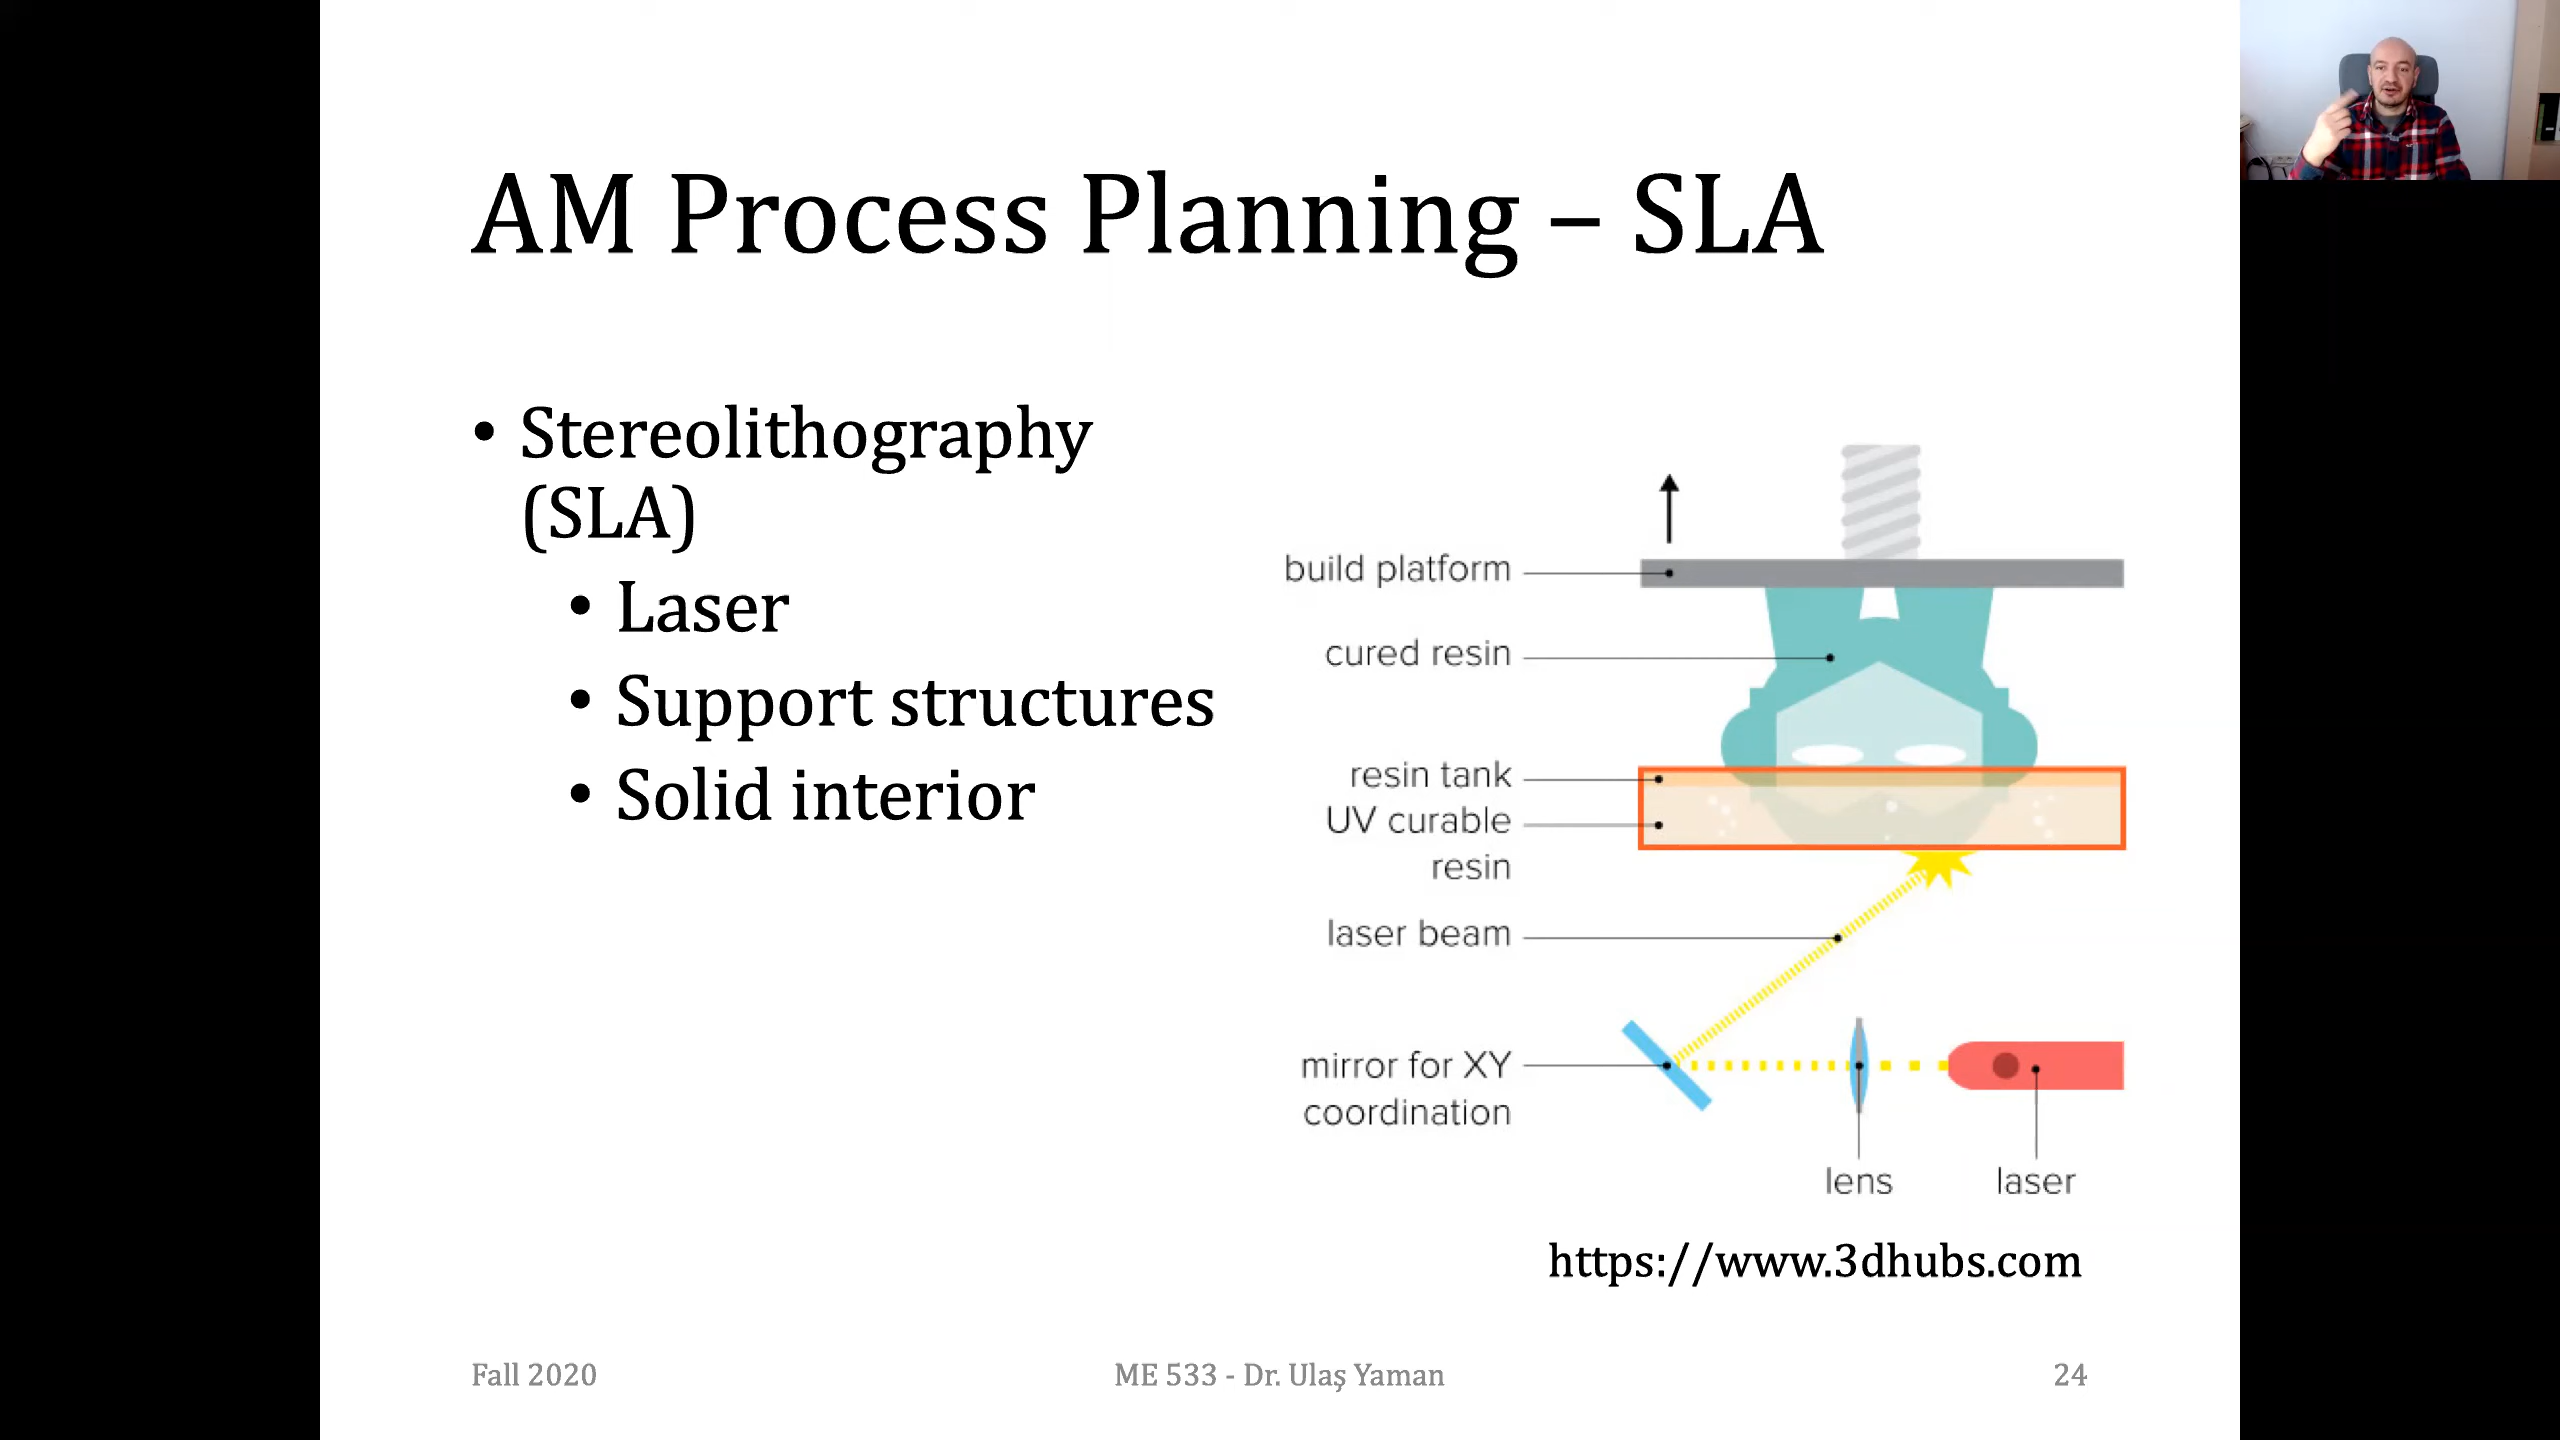 AM Process Planning – SLA
• Stereolithography
(SLA)
• Laser
• Support structures
• Solid interior
build platform
cured resin
resin tank
UV curable
resin
laser beam
mirror for XY
coordination
lens
laser
https://www.3dhubs.com
Fall 2020
ME 533 - Dr. Ulaş Yaman
24